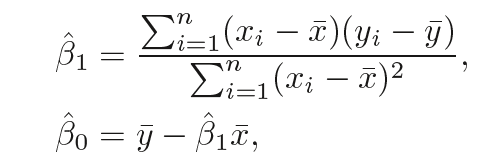 β̂₁ = ∑ⁿᵢ₌₁(xᵢ − x̄)(yᵢ − ȳ) / ∑ⁿᵢ₌₁(xᵢ − x̄)²,
β̂₀ = ȳ − β̂₁x̄,